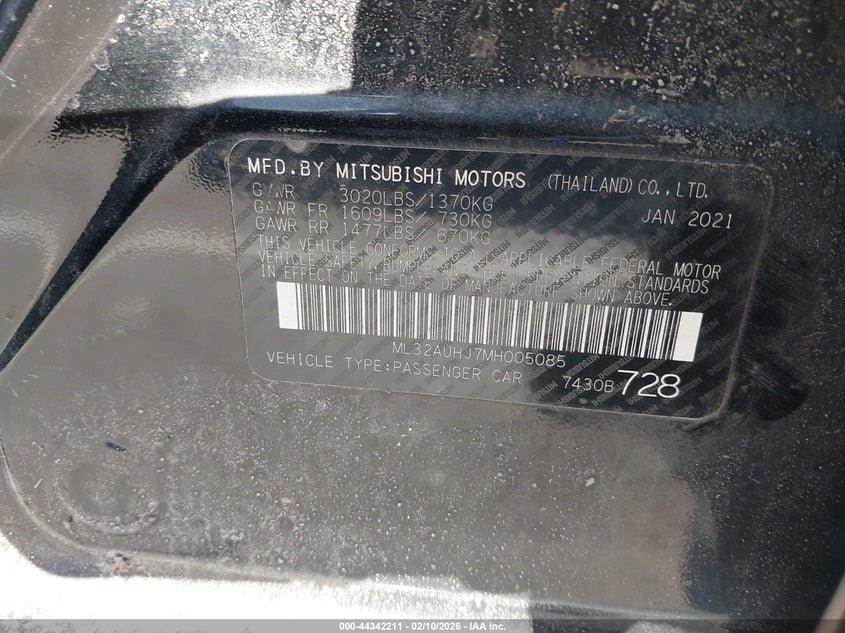 MFD.BY MITSUBISHI MOTORS (THAILAND)CO.,LTD.
GVWR 3020LBS/1370KG JAN 2021
GAWR FR 1609LBS/ 730KG
GAWR RR 1477LBS/ 670KG
THIS VEHICLE CONFORMS TO ALL APPLICABLE FEDERAL MOTOR
VEHICLE SAFETY, BUMPER, AND THEFT PREVENTION STANDARDS
IN EFFECT ON THE DATE OF MANUFACTURE SHOWN ABOVE.
ML32AUHJ7MH005085
VEHICLE TYPE:PASSENGER CAR 7430B 728
000-44342211 - 02/10/2026 - IAA Inc.